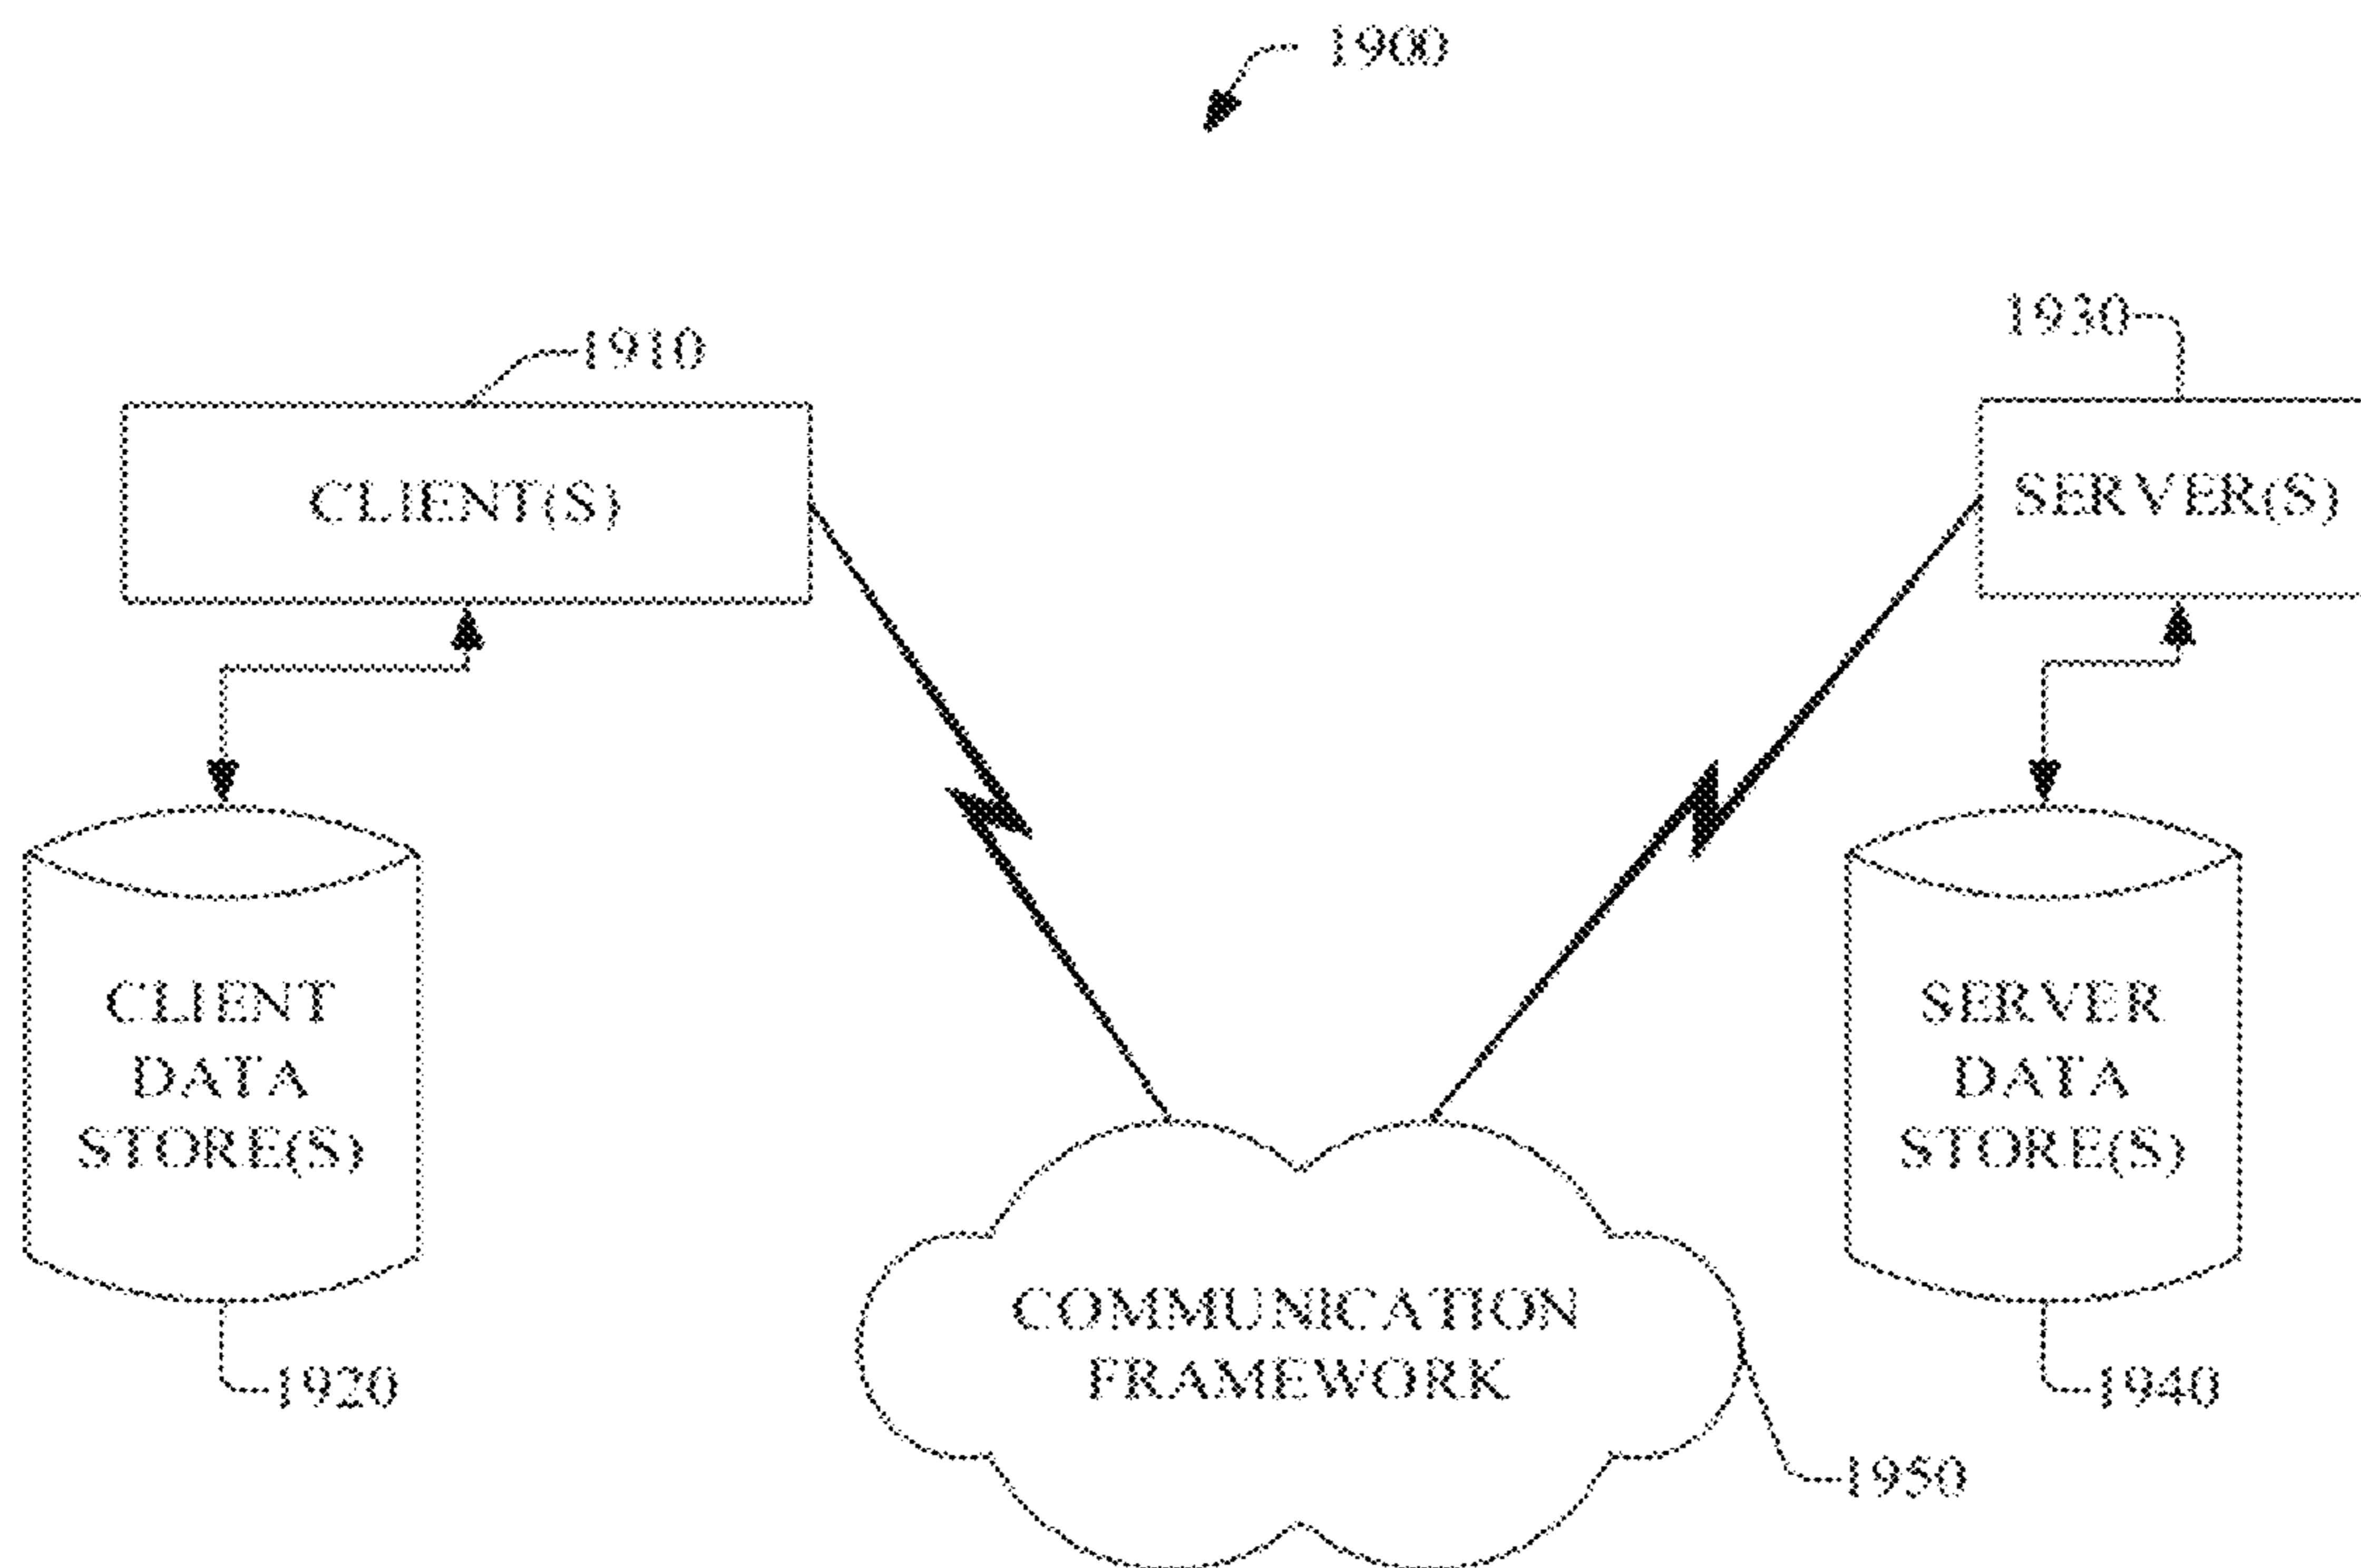 1900
1910
1930
CLIENT(S)
SERVER(S)
CLIENT
DATA
STORE(S)
SERVER
DATA
STORE(S)
COMMUNICATION
FRAMEWORK
1920
1940
1950